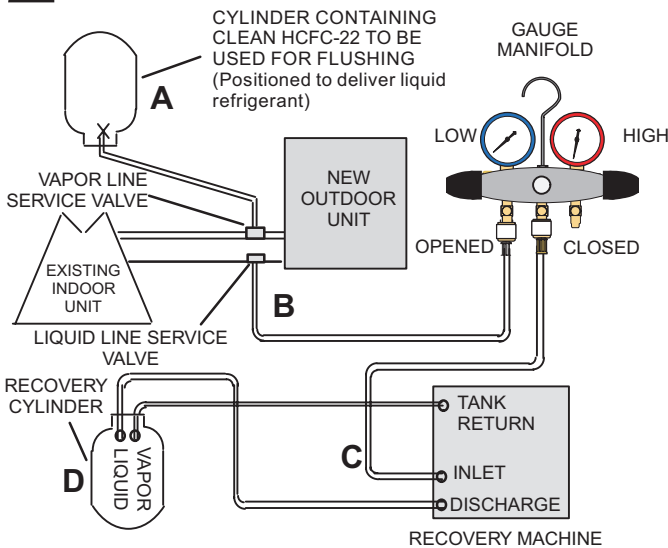 CYLINDER CONTAINING
CLEAN HCFC-22 TO BE
USED FOR FLUSHING
(Positioned to deliver liquid
refrigerant)
A
GAUGE
MANIFOLD
LOW
HIGH
VAPOR LINE
SERVICE VALVE
NEW
OUTDOOR
UNIT
OPENED
CLOSED
EXISTING
INDOOR
UNIT
B
LIQUID LINE SERVICE
VALVE
RECOVERY
CYLINDER
TANK
RETURN
C
D
LIQUID
VAPOR
INLET
DISCHARGE
RECOVERY MACHINE